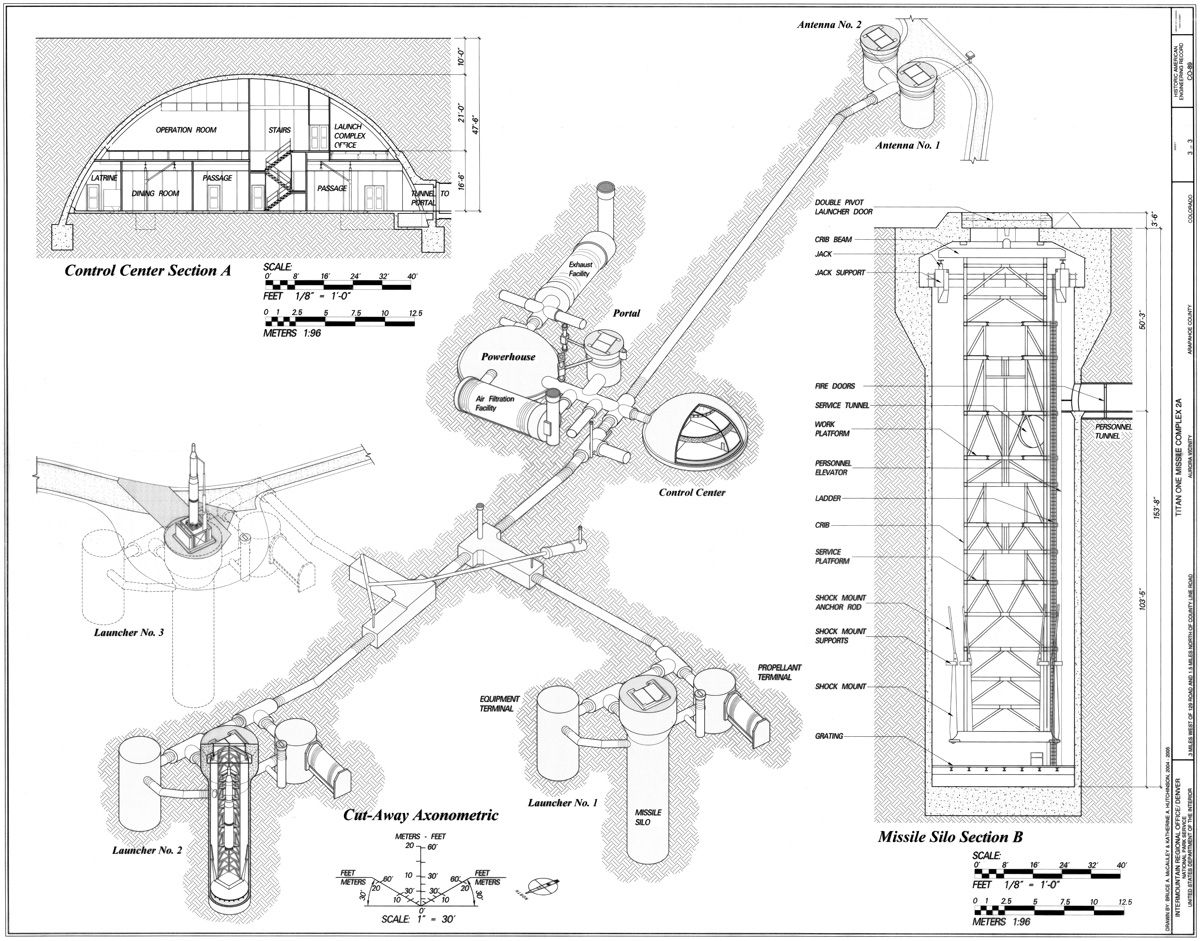 10'-0"
21'-0"
47'-6"
16'-6"
OPERATION ROOM
STAIRS
LAUNCH
COMPLEX
OFFICE
LATRINE
DINING ROOM
PASSAGE
PASSAGE
TUNNEL TO
PORTAL
Control Center Section A
SCALE:
0' 8' 16' 24' 32' 40'
FEET 1/8" = 1'-0"
0 1 2.5 5 7.5 10 12.5
METERS 1:96
Antenna No. 2
Antenna No. 1
Exhaust
Facility
Portal
Powerhouse
Air Filtration
Facility
Control Center
Launcher No. 3
Launcher No. 2
EQUIPMENT
TERMINAL
PROPELLANT
TERMINAL
Launcher No. 1
MISSILE
SILO
Cut-Away Axonometric
METERS - FEET
20 60'
10 30'
FEET
METERS
60'
20
30'
10
30'
0'
30'
10
60'
20
FEET
METERS
30'
SCALE: 1" = 30'
NORTH
DOUBLE PIVOT
LAUNCHER DOOR
CRIB BEAM
JACK
JACK SUPPORT
FIRE DOORS
SERVICE TUNNEL
WORK
PLATFORM
PERSONNEL
ELEVATOR
LADDER
CRIB
SERVICE
PLATFORM
SHOCK MOUNT
ANCHOR ROD
SHOCK MOUNT
SUPPORTS
SHOCK MOUNT
GRATING
PERSONNEL
TUNNEL
3'-6"
50'-3"
153'-8"
103'-5"
Missile Silo Section B
SCALE:
0' 8' 16' 24' 32' 40'
FEET 1/8" = 1'-0"
0 1 2.5 5 7.5 10 12.5
METERS 1:96
HISTORIC AMERICAN
ENGINEERING RECORD
CO-89
3 - 3
COLORADO
ARAPAHOE COUNTY
AURORA VICINITY
TITAN ONE MISSILE COMPLEX 2A
3 MILES WEST OF 129 ROAD AND 1.5 MILES NORTH OF COUNTY LINE ROAD
DRAWN BY: BRUCE A. McCAULEY & KATHERINE A. HUTCHINSON, 2004 - 2005
INTERMOUNTAIN REGIONAL OFFICE/ DENVER
NATIONAL PARK SERVICE
UNITED STATES DEPARTMENT OF THE INTERIOR